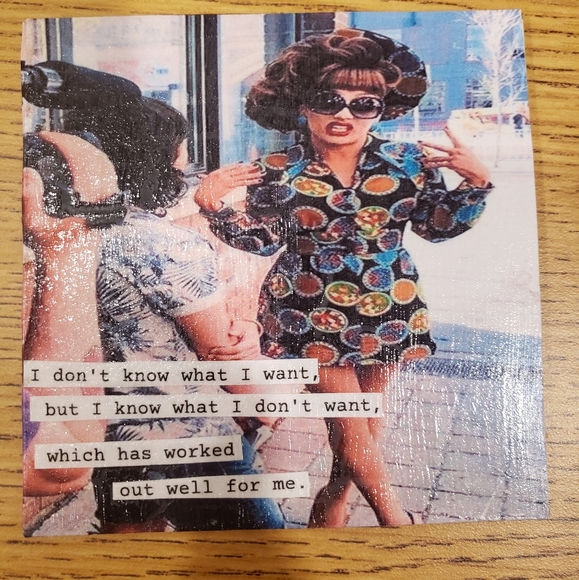 I don't know what I want,
but I know what I don't want,
which has worked
out well for me.